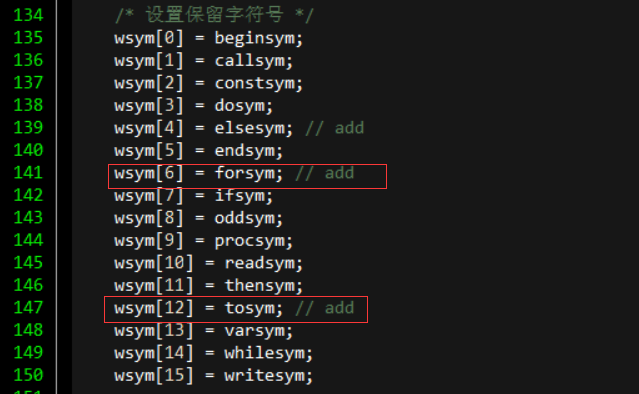 134 /* 设置保留字符号 */
135 wsym[0] = beginsym;
136 wsym[1] = callsym;
137 wsym[2] = constsym;
138 wsym[3] = dosym;
139 wsym[4] = elsesym; // add
140 wsym[5] = endsym;
141 wsym[6] = forsym; // add
142 wsym[7] = ifsym;
143 wsym[8] = oddsym;
144 wsym[9] = procsym;
145 wsym[10] = readsym;
146 wsym[11] = thensym;
147 wsym[12] = tosym; // add
148 wsym[13] = varsym;
149 wsym[14] = whilesym;
150 wsym[15] = writesym;